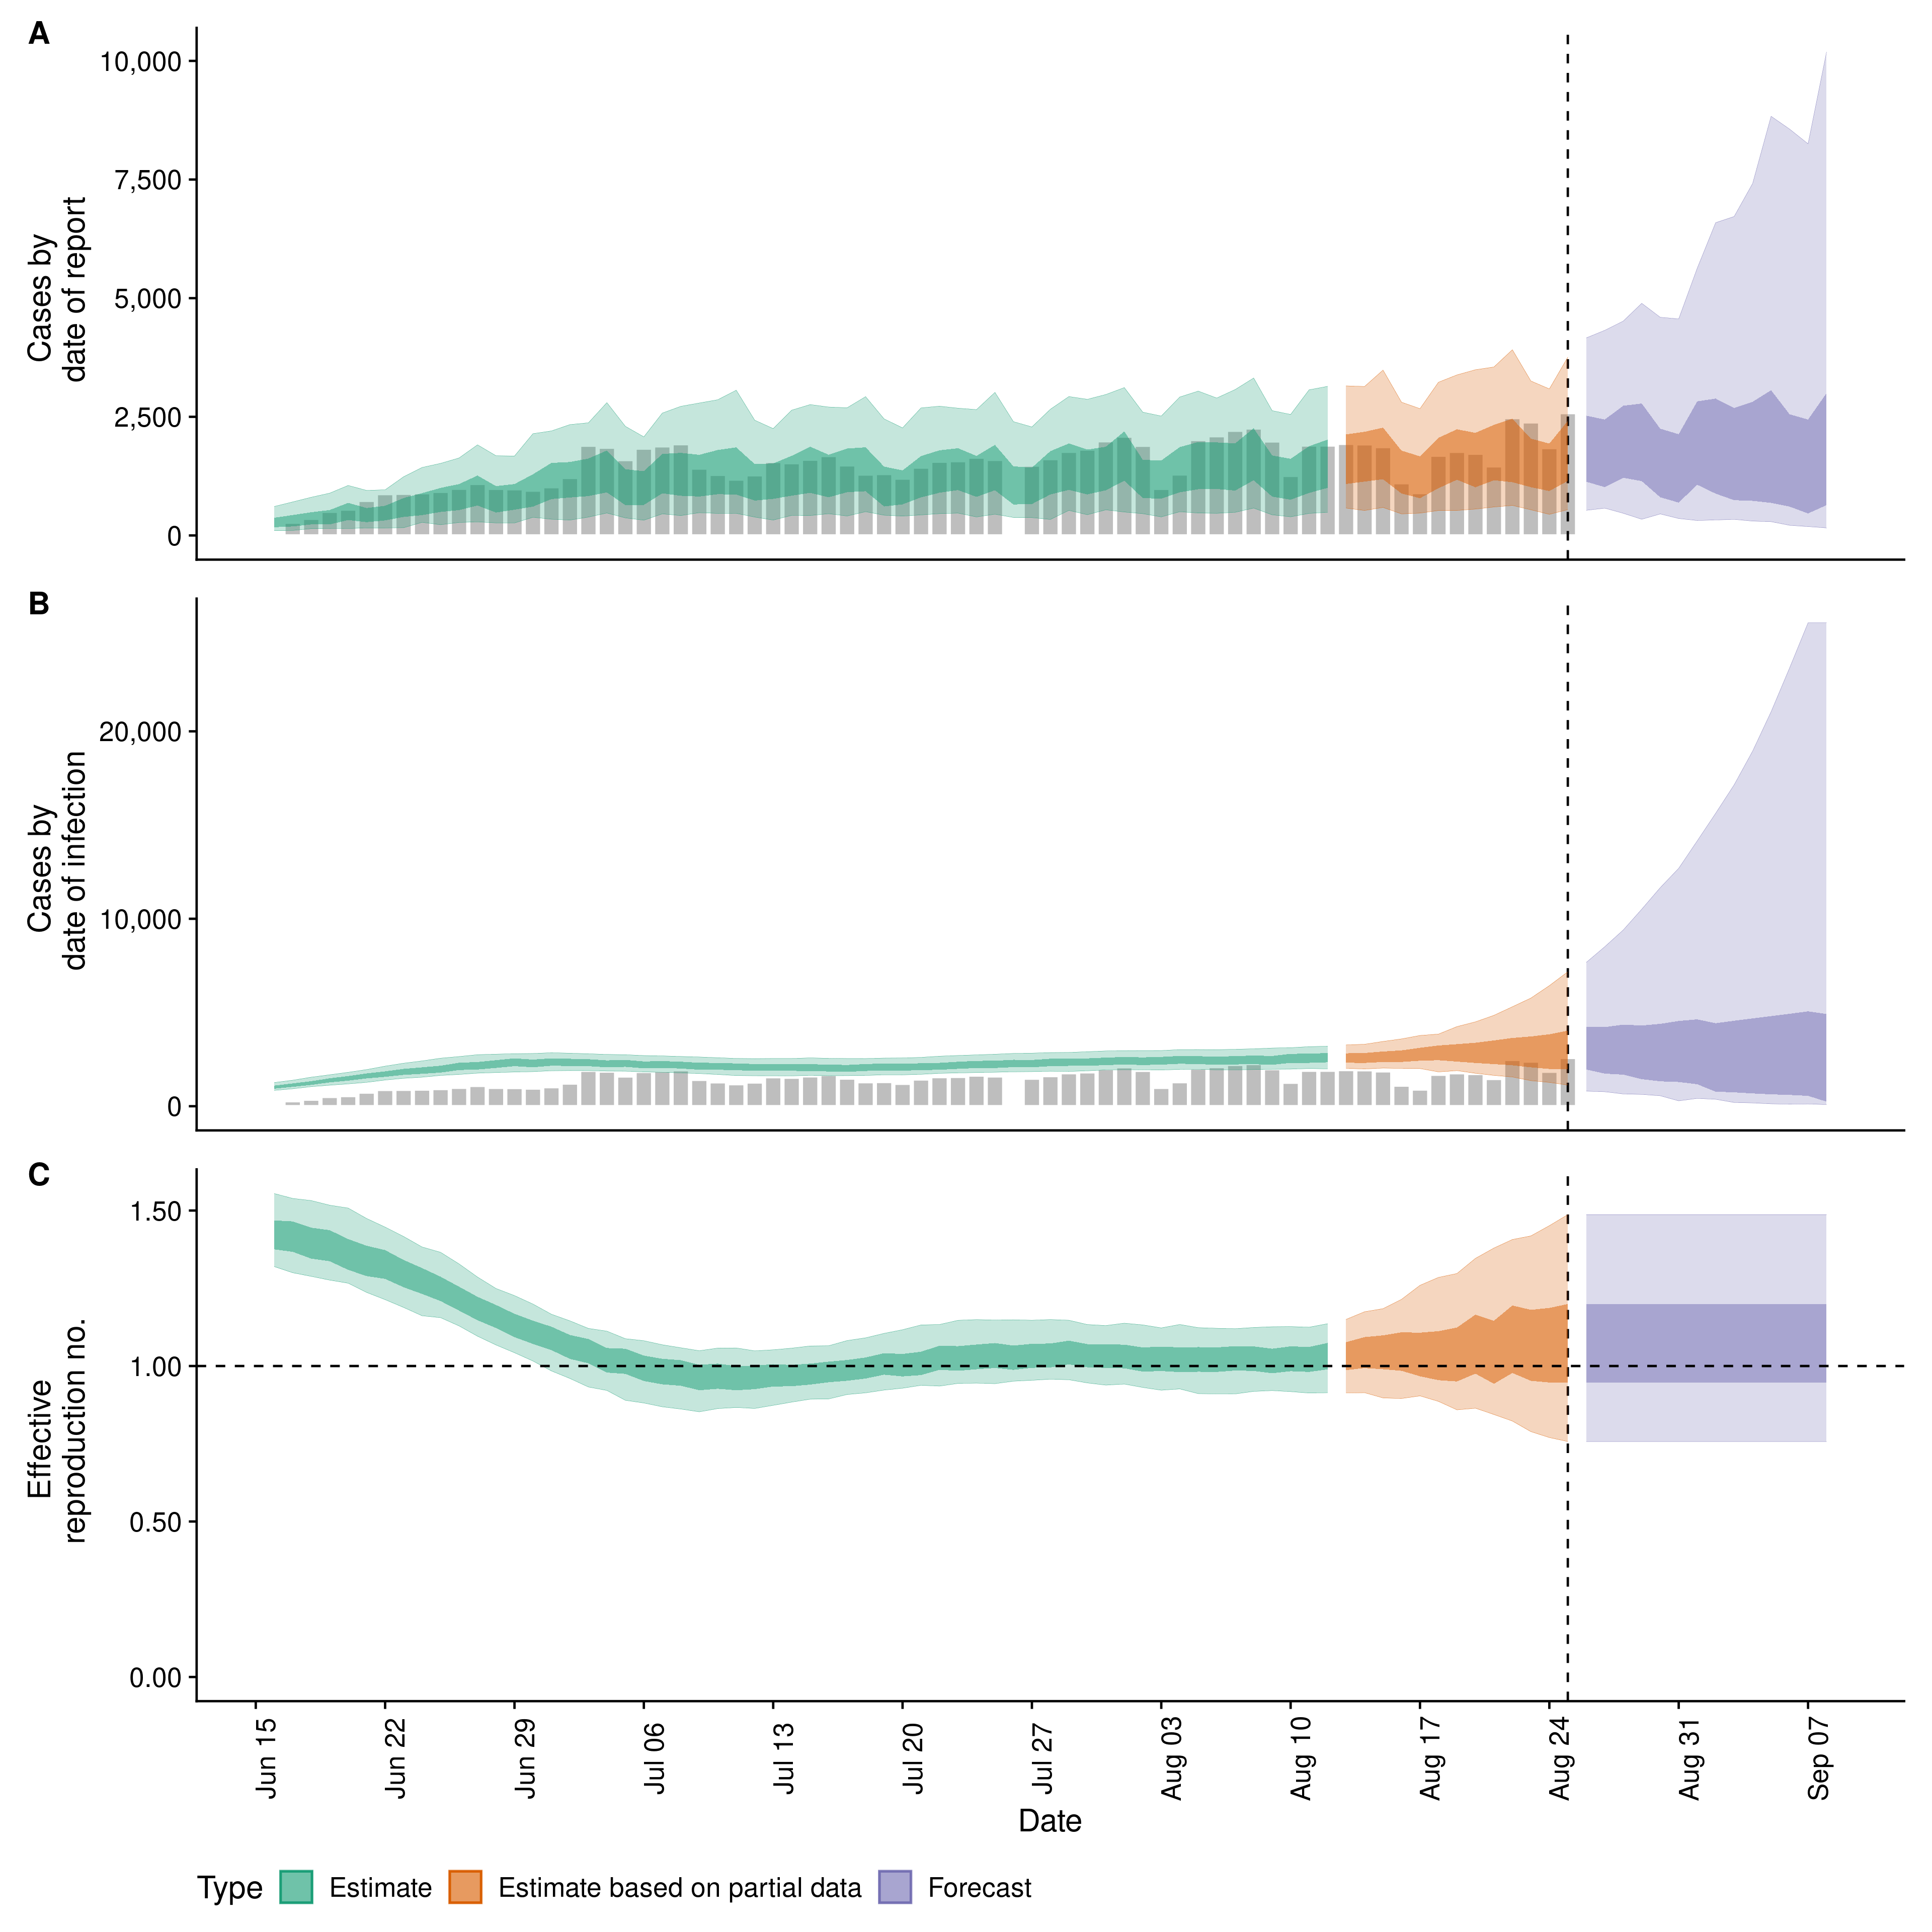 A
Cases by
date of report
10,000
7,500
5,000
2,500
0
B
Cases by
date of infection
20,000
10,000
0
C
Effective
reproduction no.
1.50
1.00
0.50
0.00
Jun 15
Jun 22
Jun 29
Jul 06
Jul 13
Jul 20
Jul 27
Aug 03
Aug 10
Aug 17
Aug 24
Aug 31
Sep 07
Date
Type Estimate Estimate based on partial data Forecast